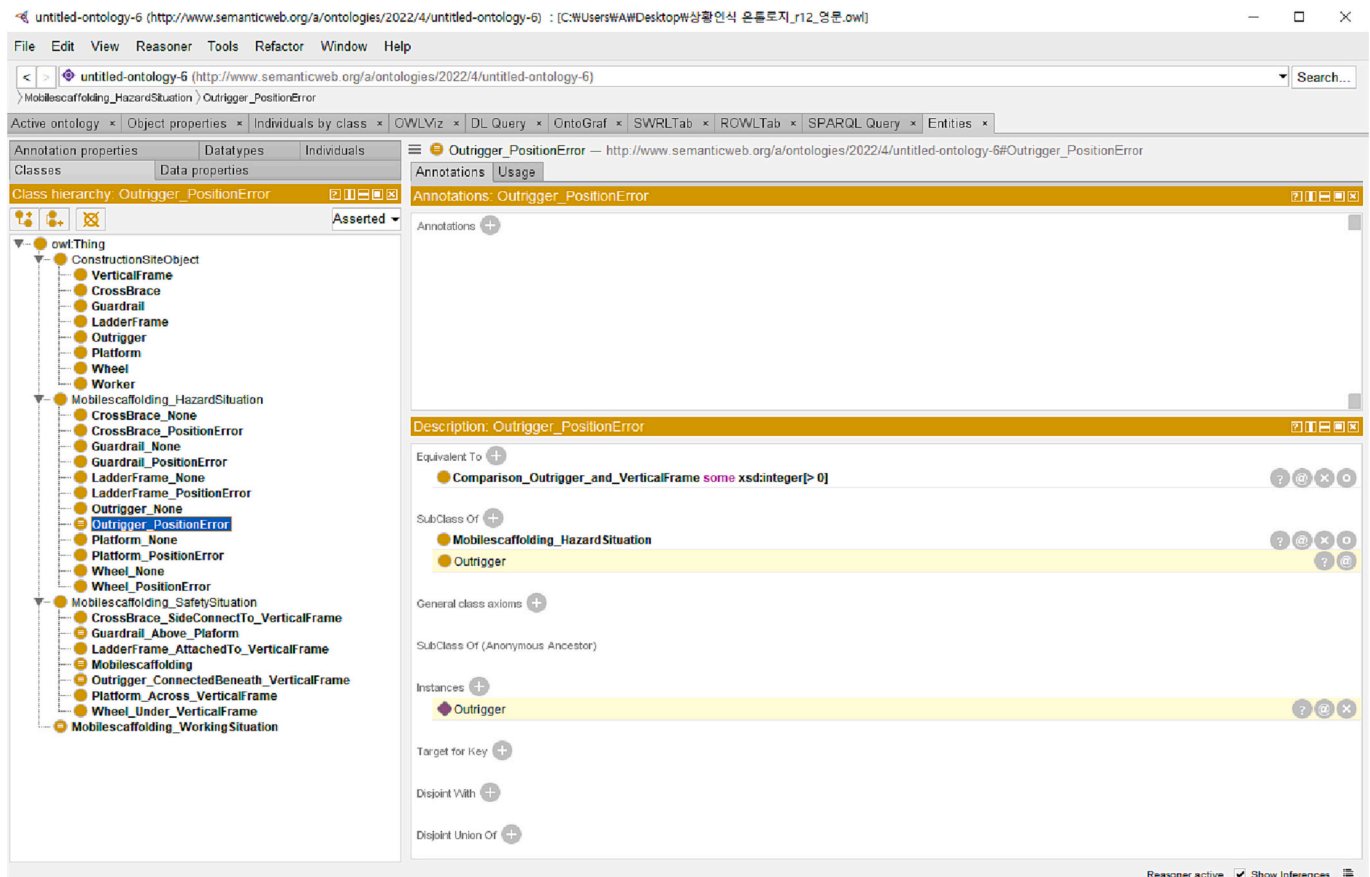 untitled-ontology-6 (http://www.semanticweb.org/a/ontologies/2022/4/untitled-ontology-6) : [C:₩Users₩A₩Desktop₩상황인식 온톨로지_r12_영문.owl]
File Edit View Reasoner Tools Refactor Window Help
< > untitled-ontology-6 (http://www.semanticweb.org/a/ontologies/2022/4/untitled-ontology-6) Search...
Mobilescaffolding_HazardSituation Outrigger_PositionError
Active ontology × Object properties × Individuals by class × OWLViz × DL Query × OntoGraf × SWRLTab × ROWLTab × SPARQL Query × Entities ×
Annotation properties Datatypes Individuals
Classes Data properties
Class hierarchy: Outrigger_PositionError
Asserted
owl:Thing
ConstructionSiteObject
VerticalFrame
CrossBrace
Guardrail
LadderFrame
Outrigger
Platform
Wheel
Worker
Mobilescaffolding_HazardSituation
CrossBrace_None
CrossBrace_PositionError
Guardrail_None
Guardrail_PositionError
LadderFrame_None
LadderFrame_PositionError
Outrigger_None
Outrigger_PositionError
Platform_None
Platform_PositionError
Wheel_None
Wheel_PositionError
Mobilescaffolding_SafetySituation
CrossBrace_SideConnectTo_VerticalFrame
Guardrail_Above_Plaform
LadderFrame_AttachedTo_VerticalFrame
Mobilescaffolding
Outrigger_ConnectedBeneath_VerticalFrame
Platform_Across_VerticalFrame
Wheel_Under_VerticalFrame
Mobilescaffolding_WorkingSituation
Outrigger_PositionError — http://www.semanticweb.org/a/ontologies/2022/4/untitled-ontology-6#Outrigger_PositionError
Annotations Usage
Annotations: Outrigger_PositionError
Annotations
Description: Outrigger_PositionError
Equivalent To
Comparison_Outrigger_and_VerticalFrame some xsd:integer[> 0]
SubClass Of
Mobilescaffolding_HazardSituation
Outrigger
General class axioms
SubClass Of (Anonymous Ancestor)
Instances
Outrigger
Target for Key
Disjoint With
Disjoint Union Of
Reasoner active Show Inferences